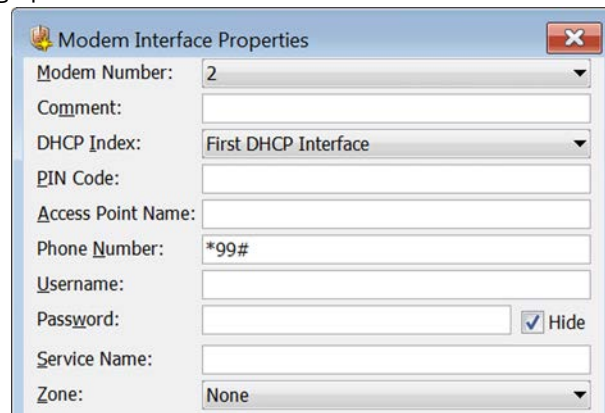 Modem Interface Properties
Modem Number: 2
Comment:
DHCP Index: First DHCP Interface
PIN Code:
Access Point Name:
Phone Number: *99#
Username:
Password: Hide
Service Name:
Zone: None